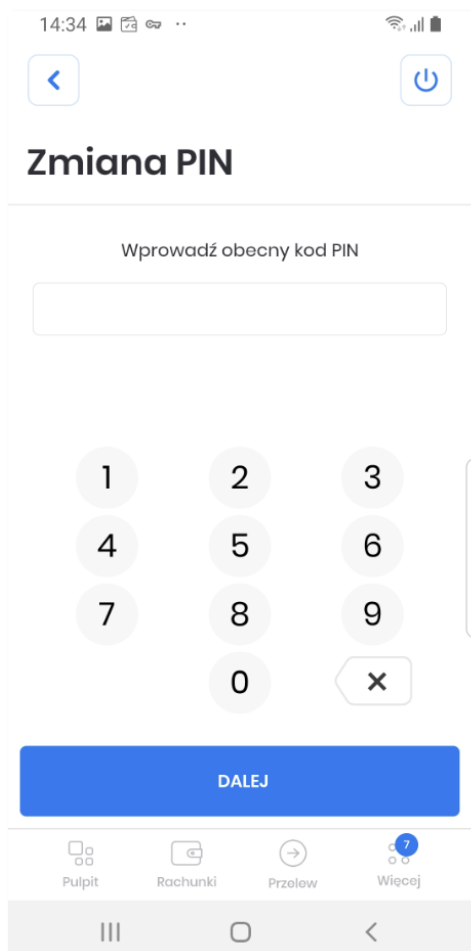 14:34
Zmiana PIN
Wprowadź obecny kod PIN
1 2 3
4 5 6
7 8 9
0
DALEJ
7
Pulpit Rachunki Przelew Więcej